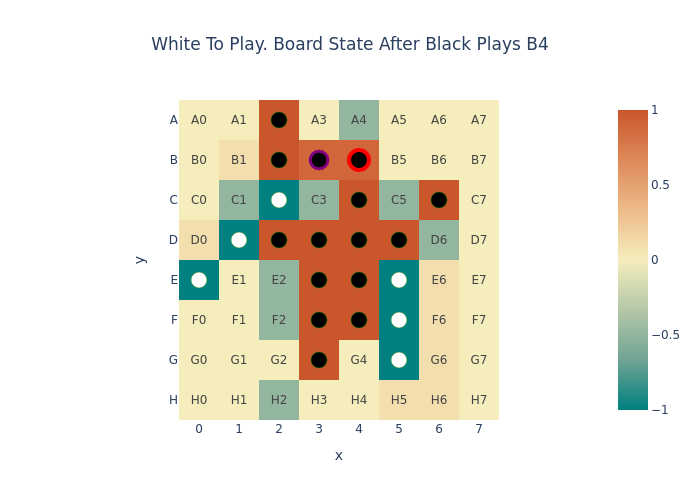 White To Play. Board State After Black Plays B4
A A0 A1 A3 A4 A5 A6 A7
B B0 B1 B5 B6 B7
C C0 C1 C3 C5 C7
D D0 D6 D7
E E1 E2 E6 E7
F F0 F1 F2 F6 F7
G G0 G1 G2 G4 G6 G7
H H0 H1 H2 H3 H4 H5 H6 H7
0 1 2 3 4 5 6 7
x
y
1
0.5
0
−0.5
−1